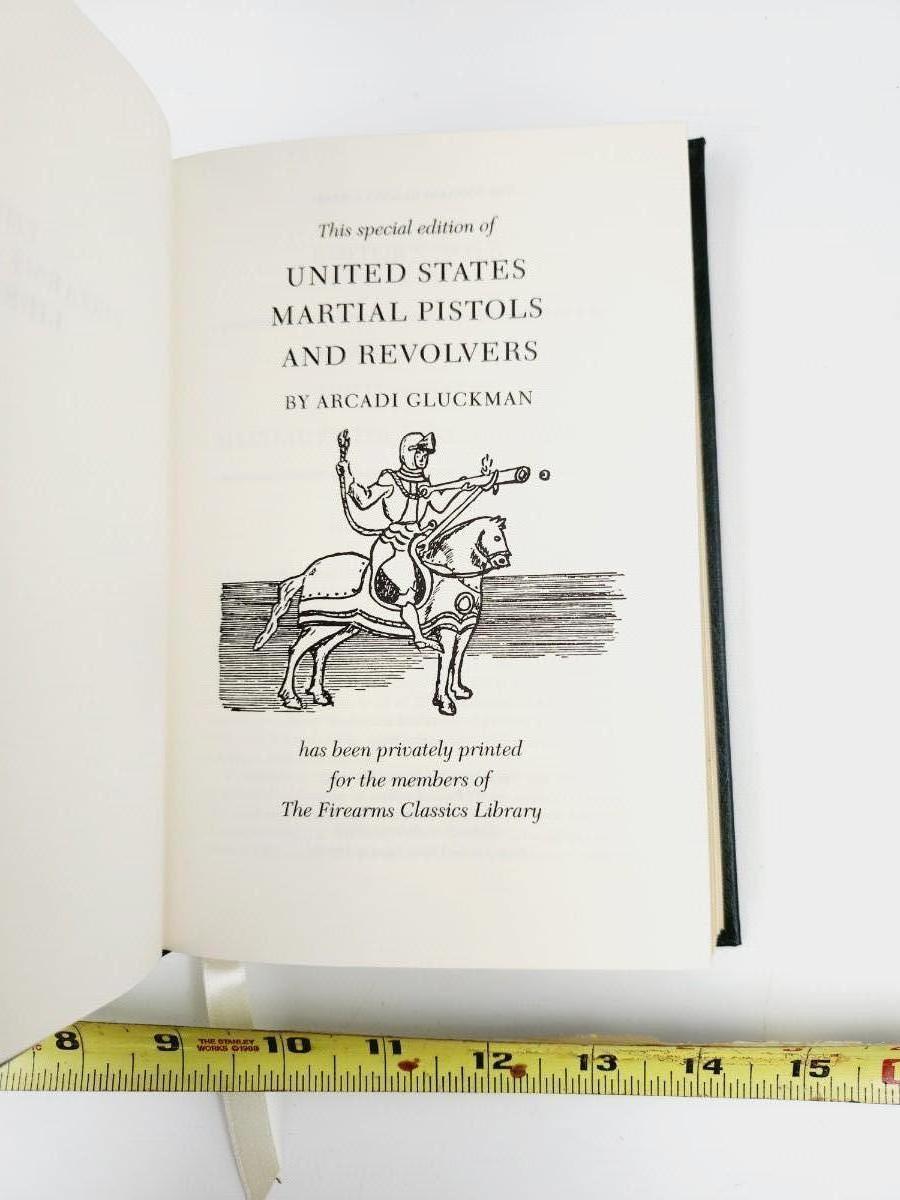 This special edition of
UNITED STATES
MARTIAL PISTOLS
AND REVOLVERS
BY ARCADI GLUCKMAN
has been privately printed
for the members of
The Firearms Classics Library
8 9 THE STANLEY 10 11 12 13 14 15
WORKS ©1989